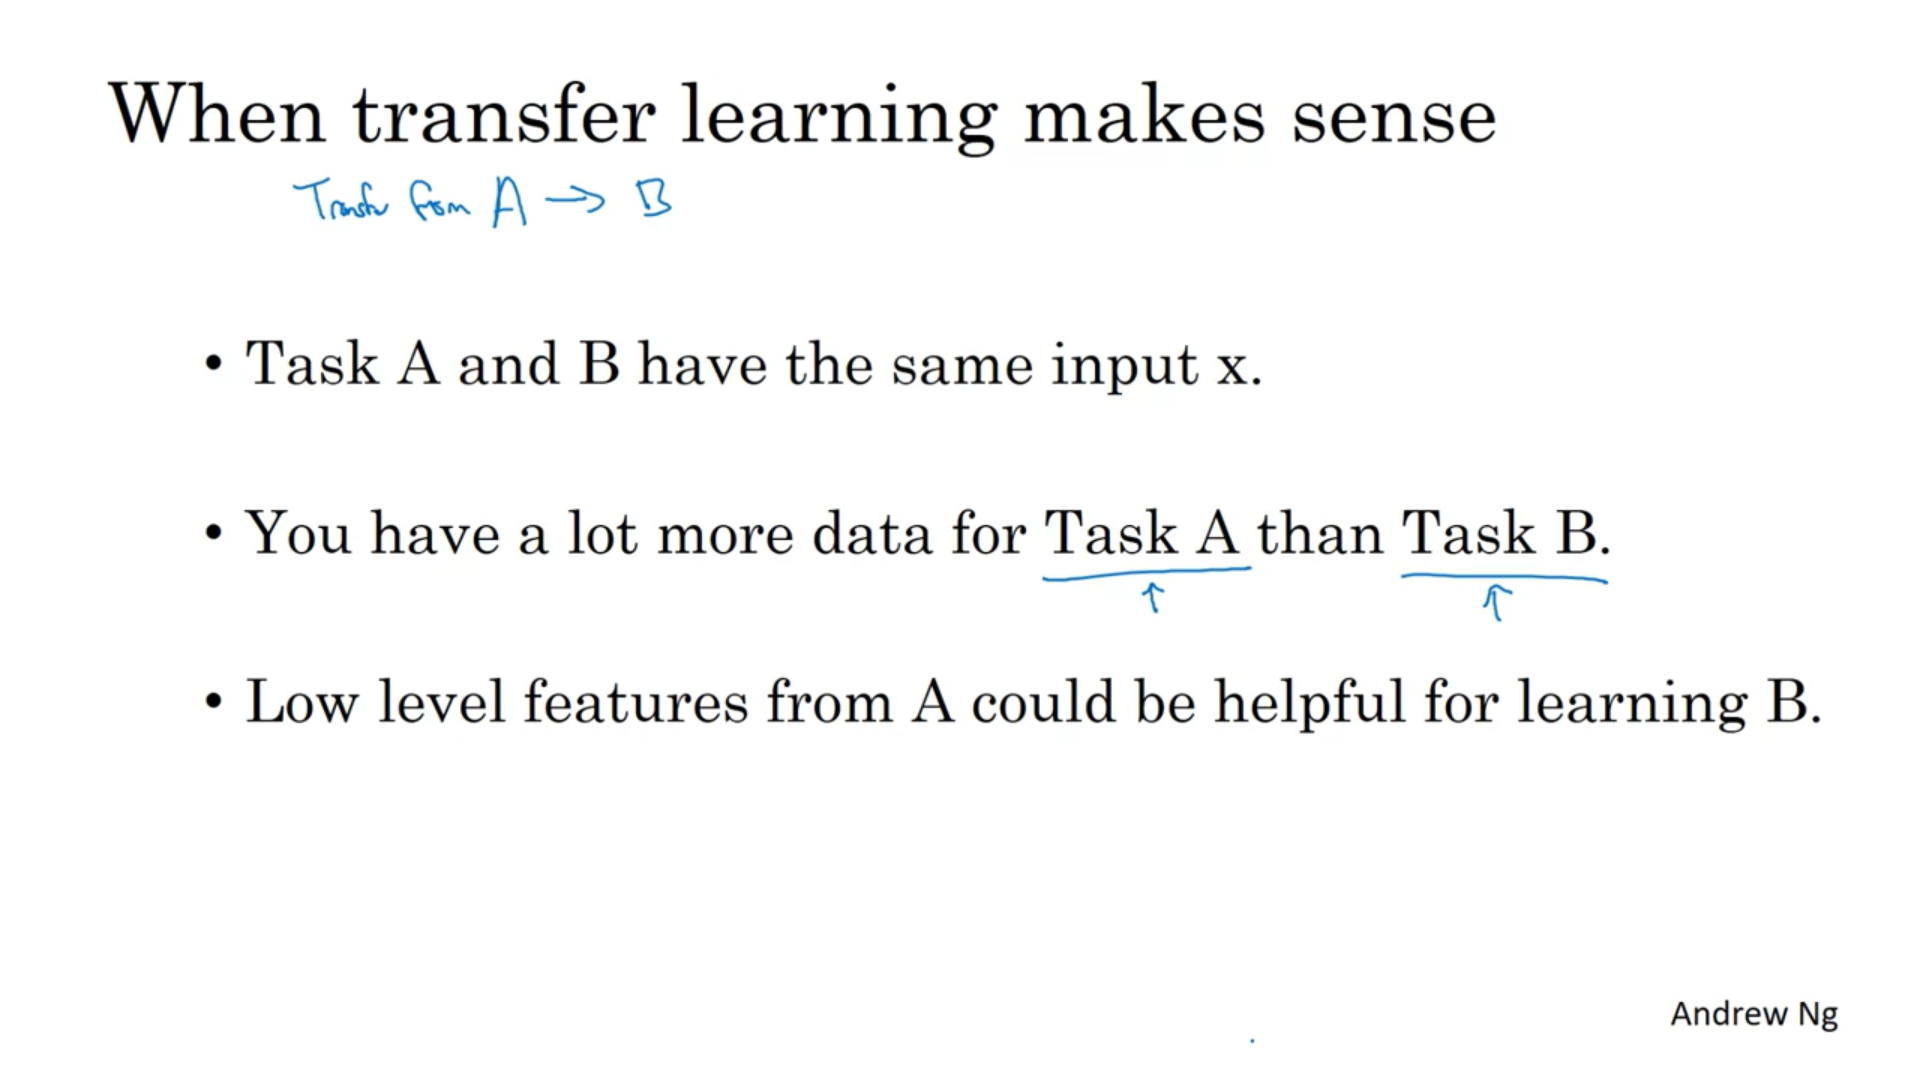 When transfer learning makes sense
Transfer from A → B
• Task A and B have the same input x.
• You have a lot more data for Task A than Task B.
↑ ↑
• Low level features from A could be helpful for learning B.
Andrew Ng